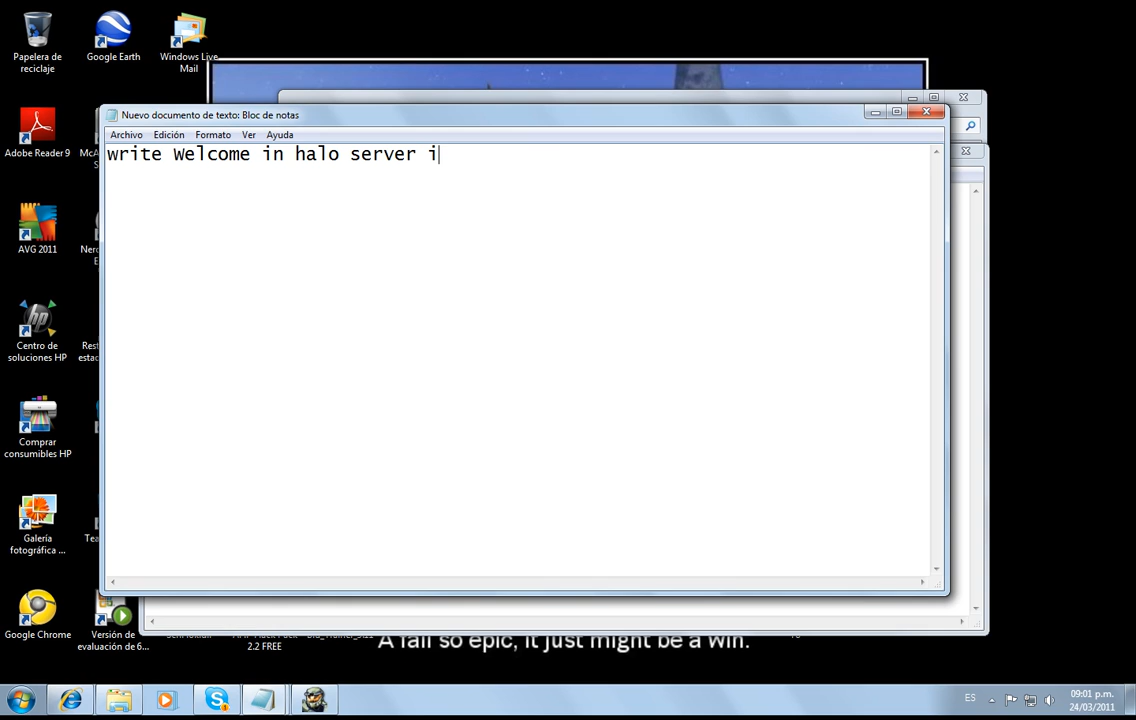 Papelera de
reciclaje
Google Earth
Windows Live
Mail
Nuevo documento de texto: Bloc de notas
Archivo Edición Formato Ver Ayuda
write Welcome in halo server i
Adobe Reader 9
AVG 2011
Centro de
soluciones HP
Comprar
consumibles HP
Galería
fotográfica ...
Google Chrome
Versión de
evaluación de 6...
2.2 FREE
A fail so epic, it just might be a win.
ES
09:01 p.m.
24/03/2011